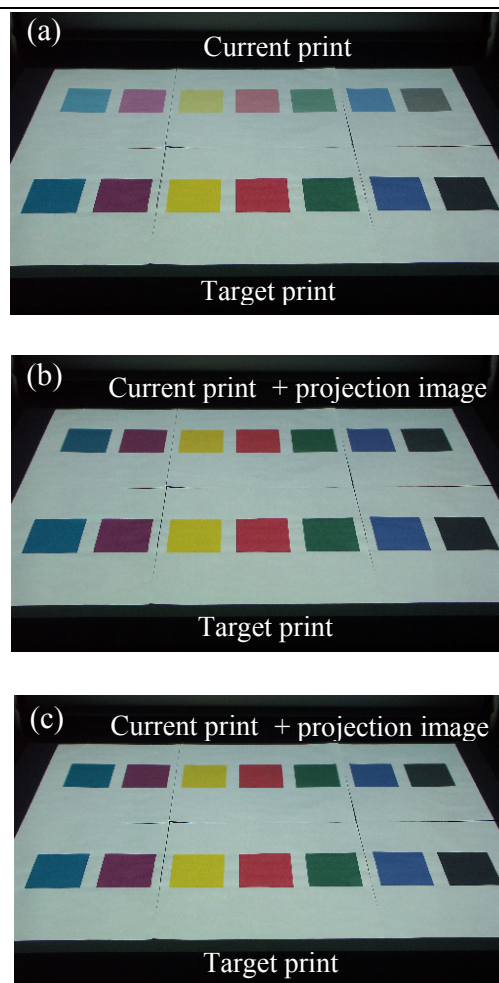 (a)
Current print
Target print
(b)
Current print + projection image
Target print
(c)
Current print + projection image
Target print